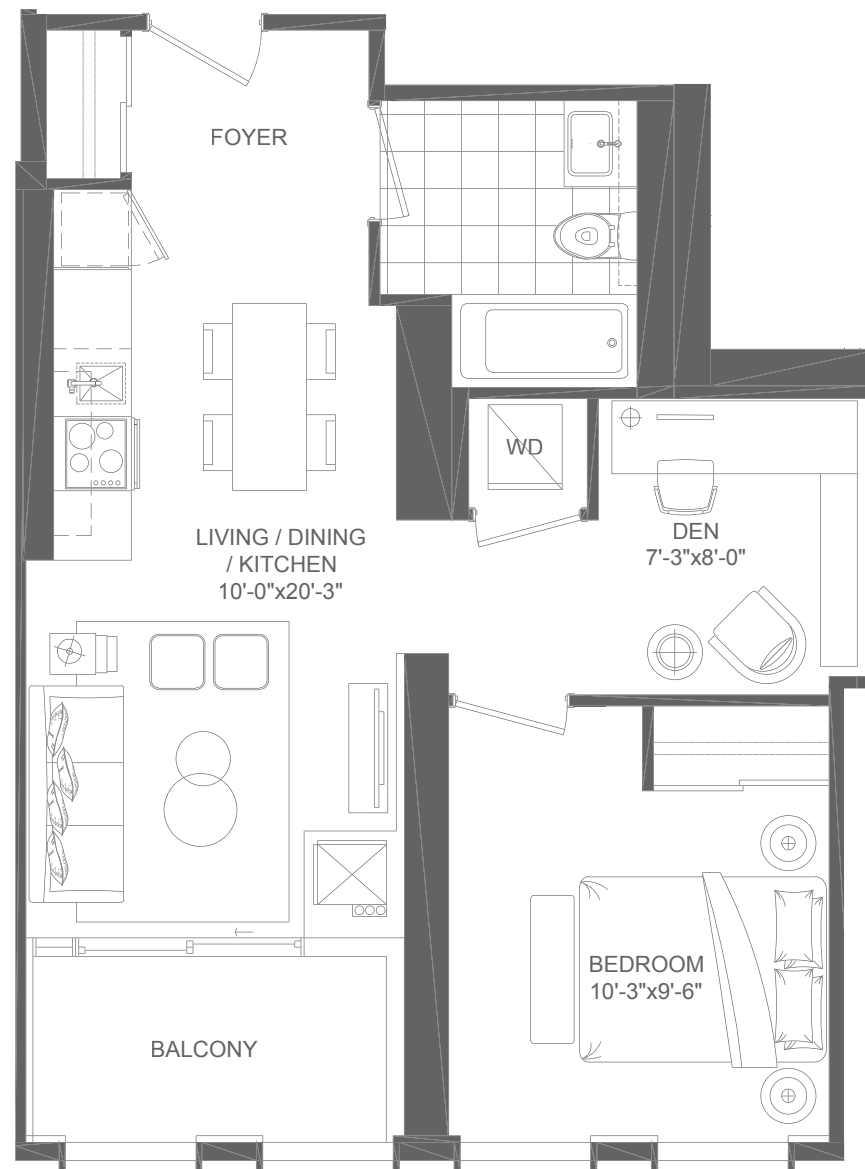 FOYER
WD
LIVING / DINING
/ KITCHEN
10'-0"x20'-3"
DEN
7'-3"x8'-0"
BEDROOM
10'-3"x9'-6"
BALCONY